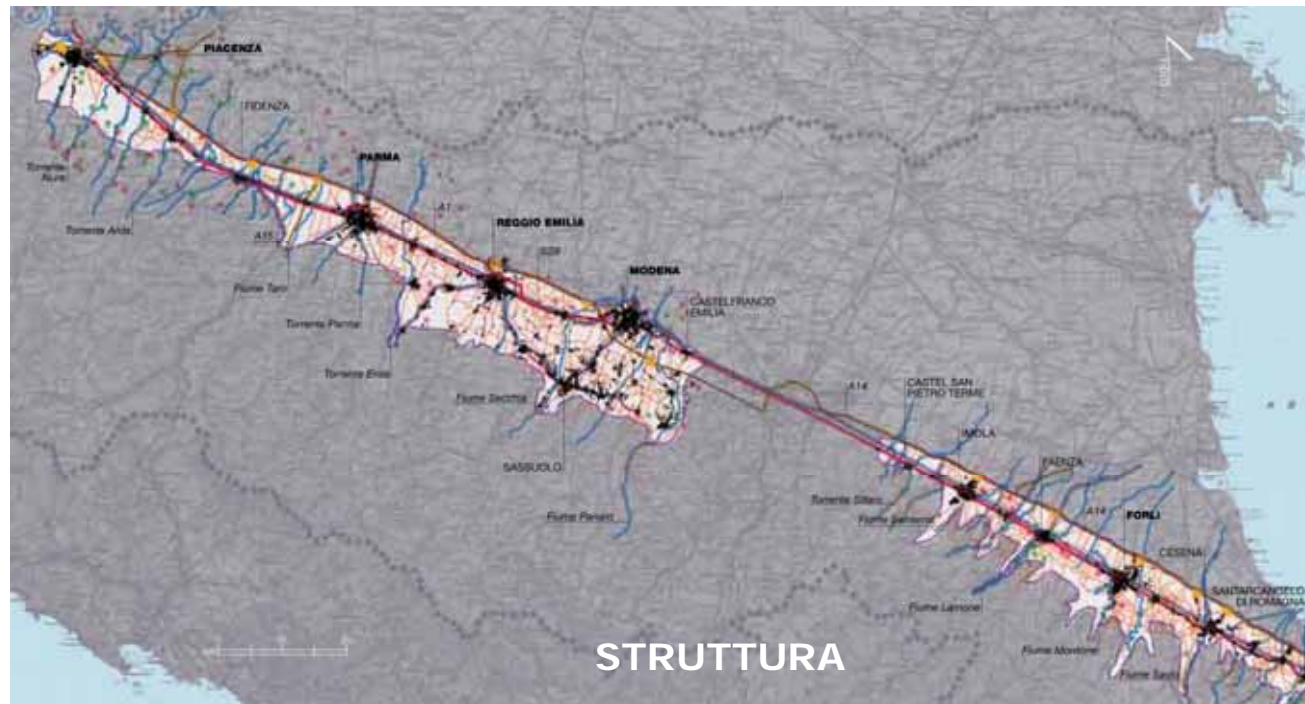 PIACENZA
FIDENZA
PARMA
Torrente
Nure
A1
REGGIO EMILIA
Torrente Arda
A15
MODENA
Fiume Taro
CASTELFRANCO
EMILIA
Torrente Parma
Torrente Enza
A14
CASTEL SAN
PIETRO TERME
Fiume Secchia
IMOLA
SASSUOLO
FAENZA
Torrente Sillaro
A14
Fiume Panaro
FORLÌ
CESENA
SANTARCANGELO
DI ROMAGNA
Fiume Lamone
Fiume Montone
STRUTTURA
Fiume Savio